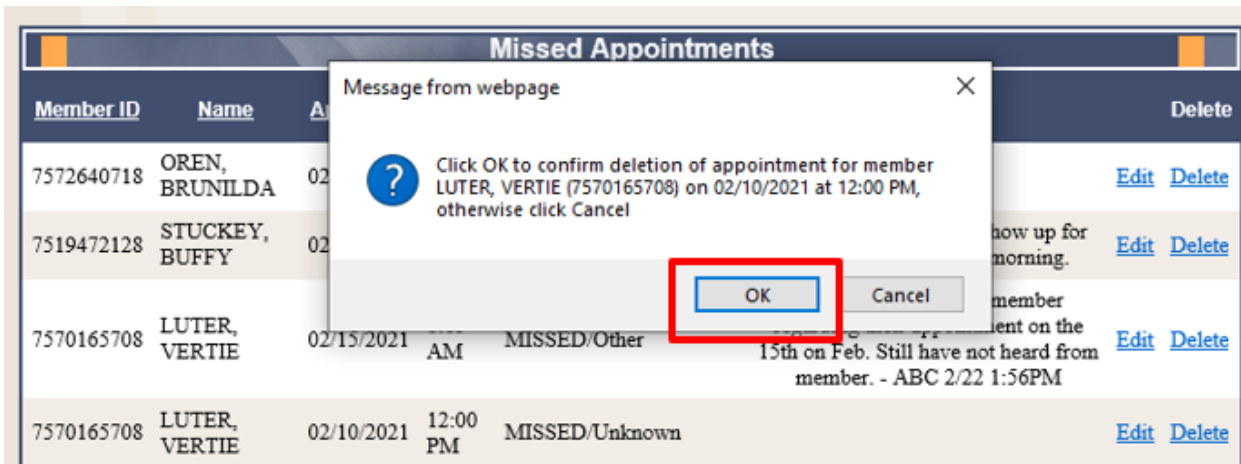 Missed Appointments
Message from webpage
Click OK to confirm deletion of appointment for member
LUTER, VERTIE (7570165708) on 02/10/2021 at 12:00 PM,
otherwise click Cancel
OK Cancel
Member ID Name Delete
7572640718 OREN, BRUNILDA 02 Edit Delete
7519472128 STUCKEY, BUFFY 02 how up for Edit Delete
morning.
member
7570165708 LUTER, VERTIE 02/15/2021 AM MISSED/Other on the Edit Delete
15th on Feb. Still have not heard from
member. - ABC 2/22 1:56PM
7570165708 LUTER, VERTIE 02/10/2021 12:00 PM MISSED/Unknown Edit Delete